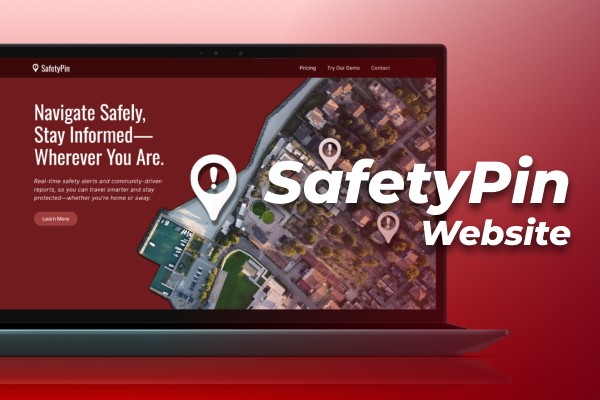 SafetyPin
Pricing Try Our Demo Contact
Navigate Safely,
Stay Informed—
Wherever You Are.
Real-time safety alerts and community-driven
reports, so you can travel smarter and stay
protected—whether you're home or away.
Learn More
SafetyPin
Website